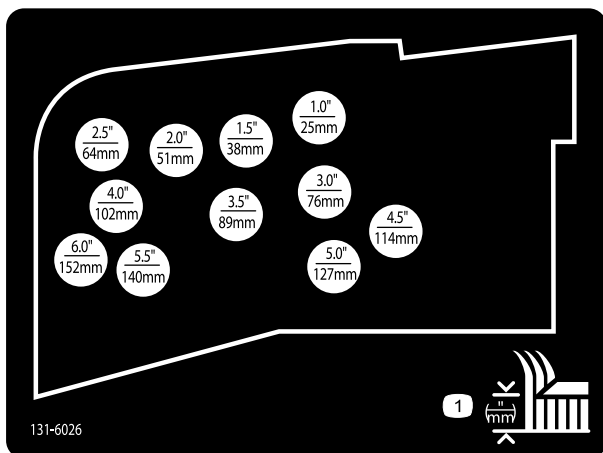 1.0"
25mm
1.5"
38mm
2.5"
64mm
2.0"
51mm
3.0"
76mm
4.0"
102mm
3.5"
89mm
4.5"
114mm
6.0"
152mm
5.5"
140mm
5.0"
127mm
1
(")
(mm)
131-6026